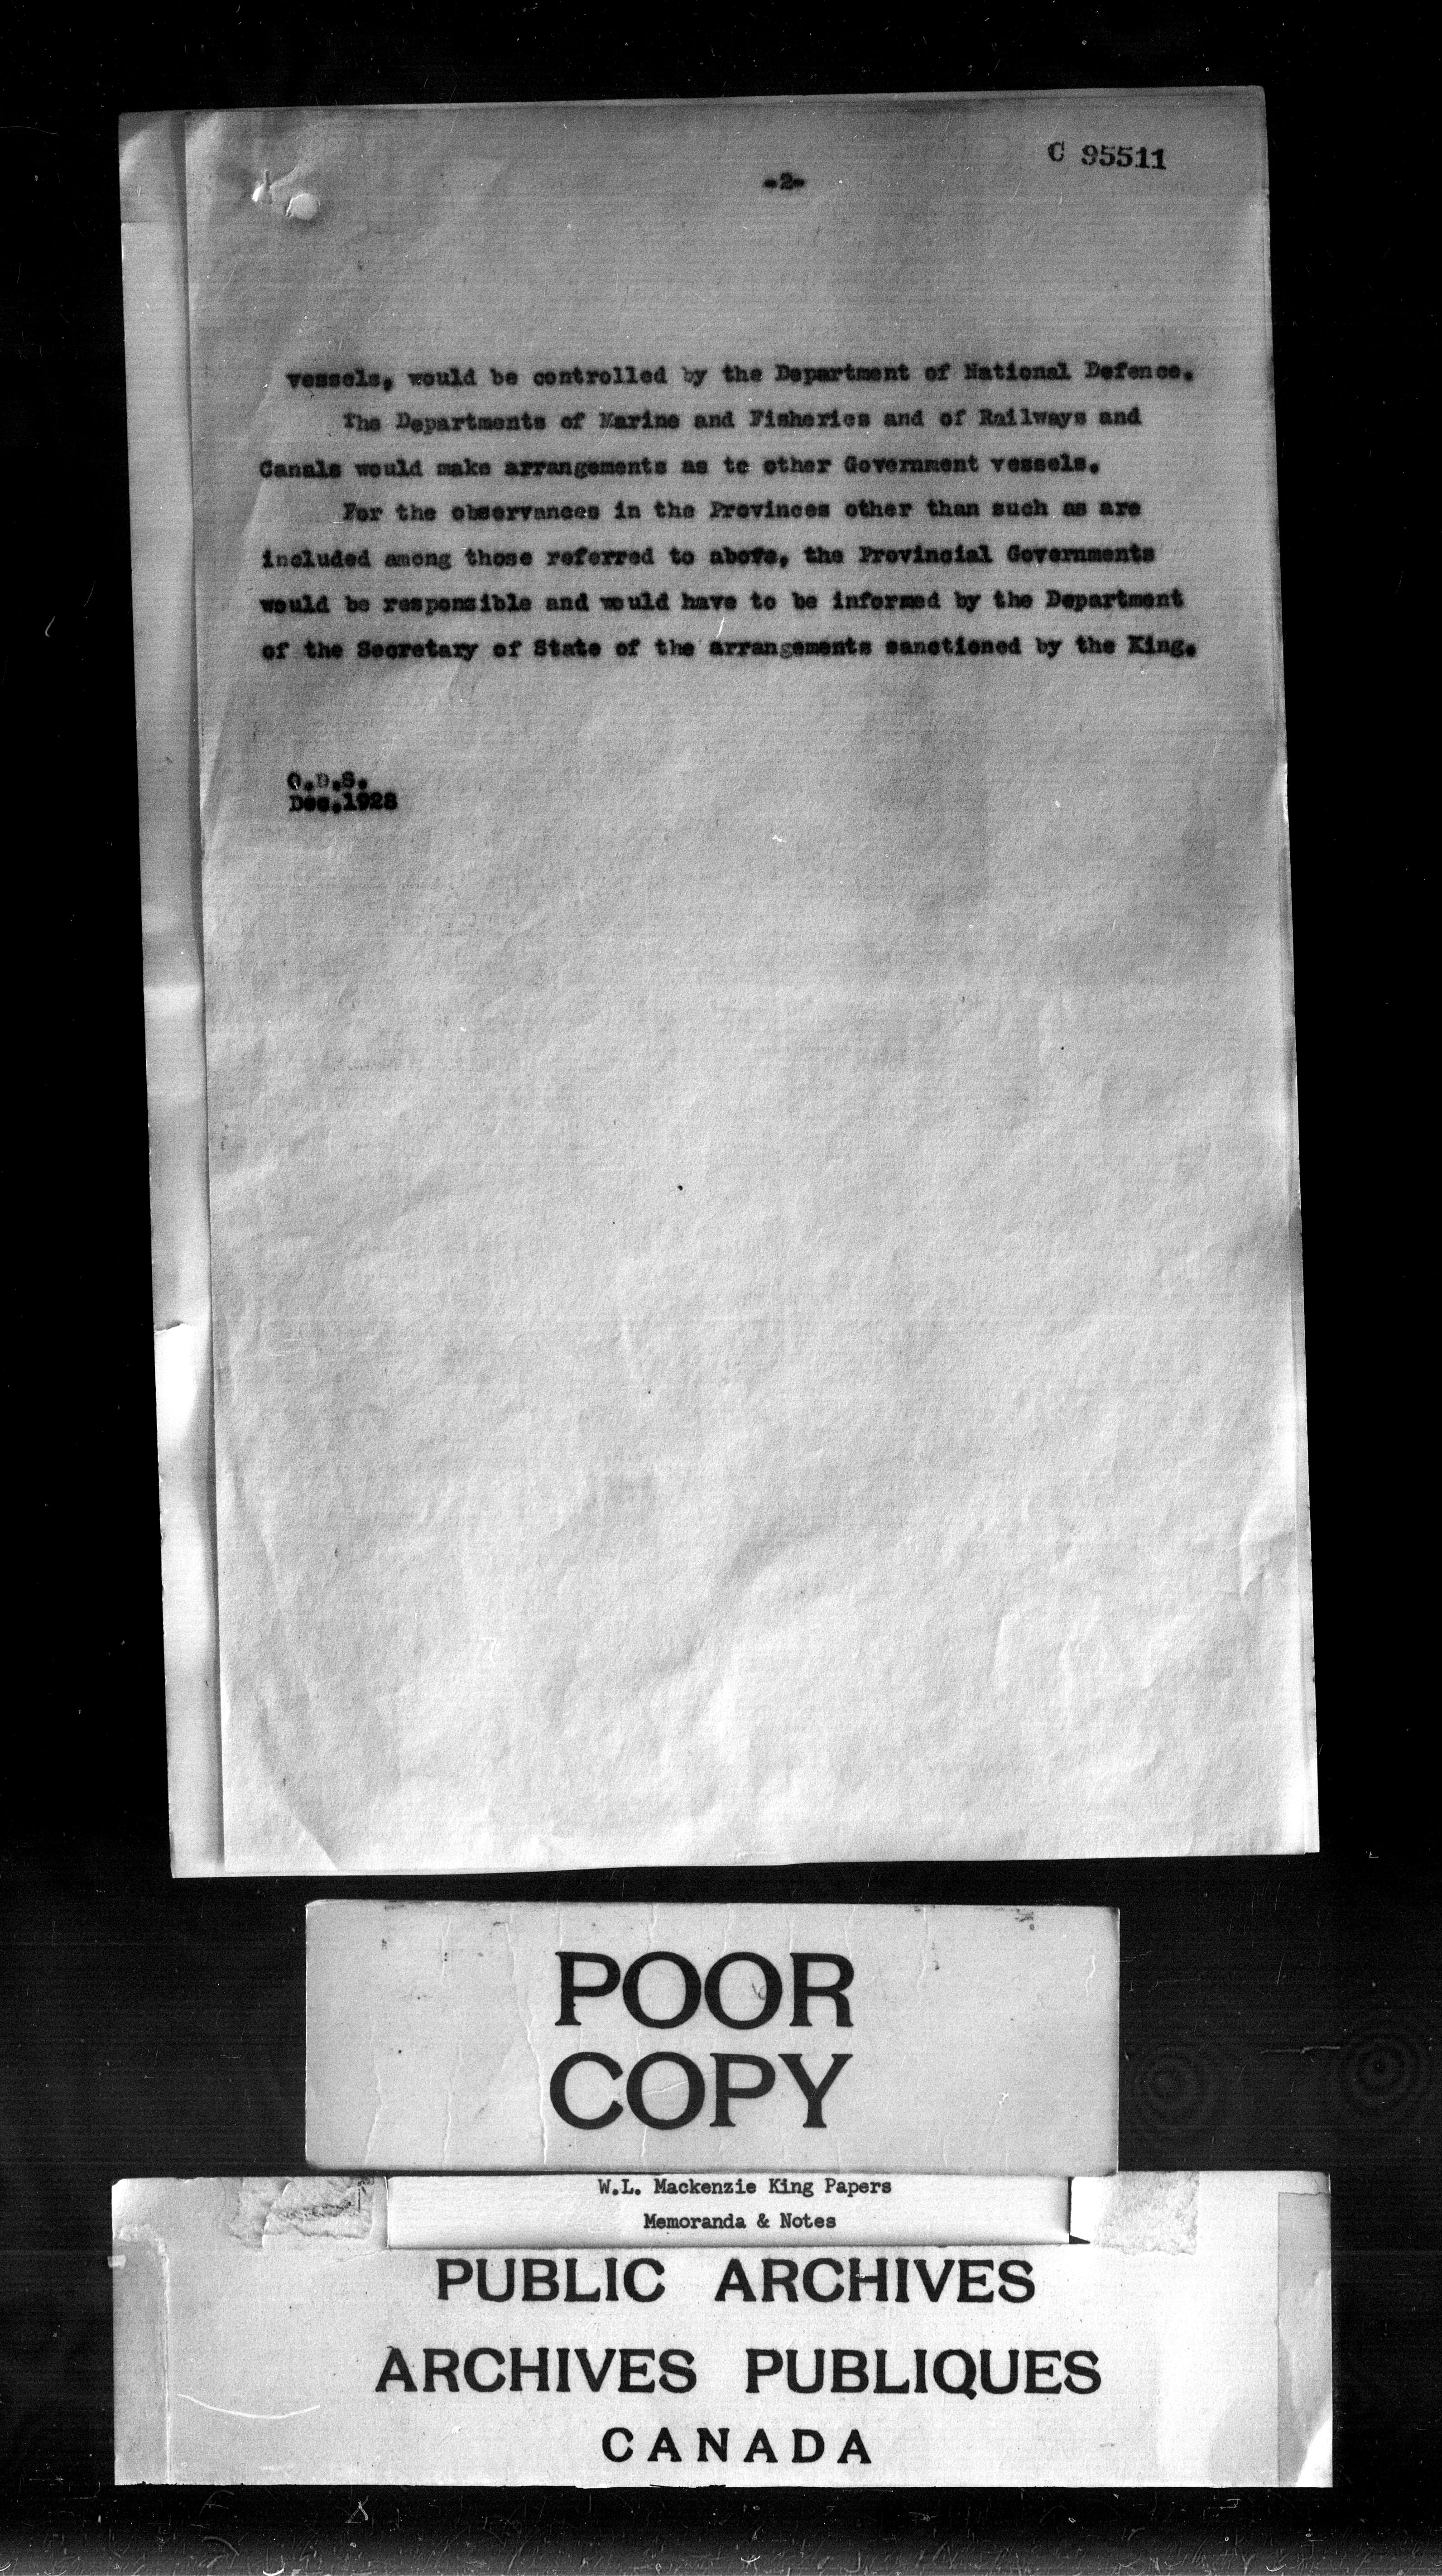 C 95511
-2-
vessels, would be controlled by the Department of National Defence.
The Departments of Marine and Fisheries and of Railways and
Canals would make arrangements as to other Government vessels.
For the observances in the Provinces other than such as are
included among those referred to above, the Provincial Governments
would be responsible and would have to be informed by the Department
of the Secretary of State of the arrangements sanctioned by the King.
O.D.S.
Dec.1928
POOR
COPY
W.L. Mackenzie King Papers
Memoranda & Notes
PUBLIC ARCHIVES
ARCHIVES PUBLIQUES
CANADA